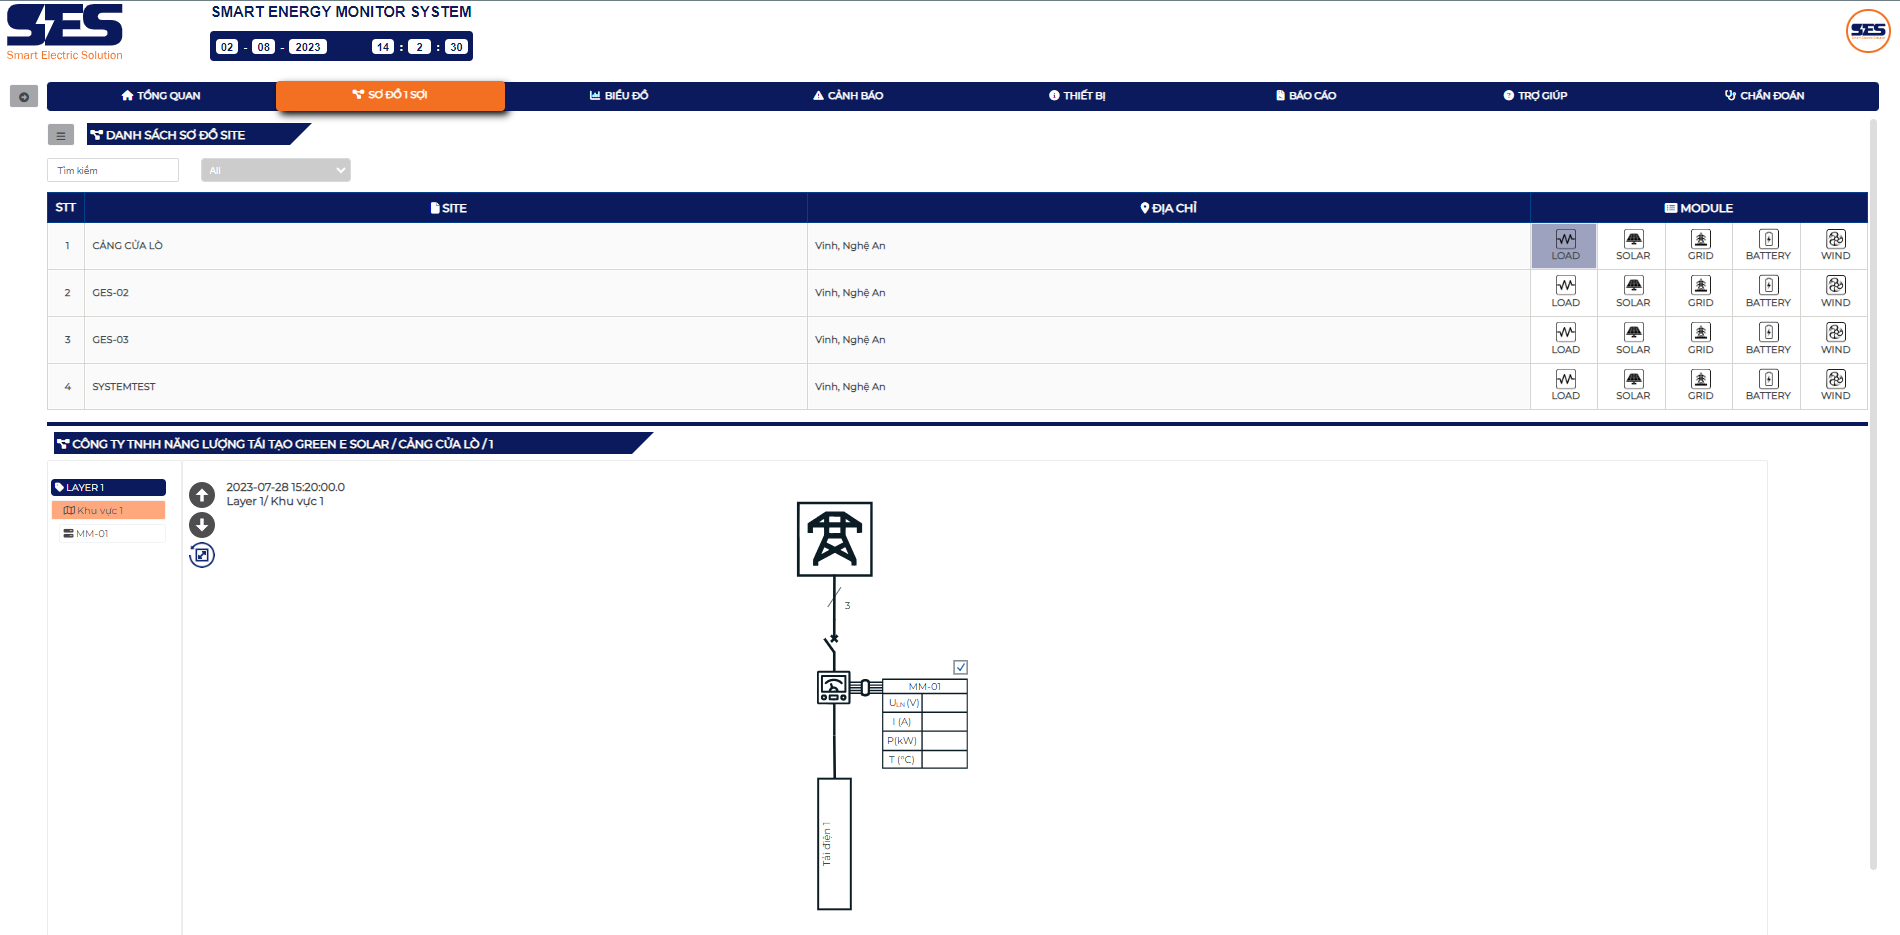 SES
Smart Electric Solution
SMART ENERGY MONITOR SYSTEM
02 - 08 - 2023 14 : 2 : 30
SES
TỔNG QUAN
SƠ ĐỒ 1 SỢI
BIỂU ĐỒ
CẢNH BÁO
THIẾT BỊ
BÁO CÁO
TRỢ GIÚP
CHẨN ĐOÁN
DANH SÁCH SƠ ĐỒ SITE
Tìm kiếm
All
STT SITE ĐỊA CHỈ MODULE
1 CẢNG CỬA LÒ Vinh, Nghệ An LOAD SOLAR GRID BATTERY WIND
2 GES-02 Vinh, Nghệ An LOAD SOLAR GRID BATTERY WIND
3 GES-03 Vinh, Nghệ An LOAD SOLAR GRID BATTERY WIND
4 SYSTEMTEST Vinh, Nghệ An LOAD SOLAR GRID BATTERY WIND
CÔNG TY TNHH NĂNG LƯỢNG TÁI TẠO GREEN E SOLAR / CẢNG CỬA LÒ / 1
LAYER 1
Khu vực 1
MM-01
2023-07-28 15:20:00.0
Layer 1/ Khu vực 1
3
MM-01
ULN (V)
I (A)
P(kW)
T (°C)
Tải điện 1